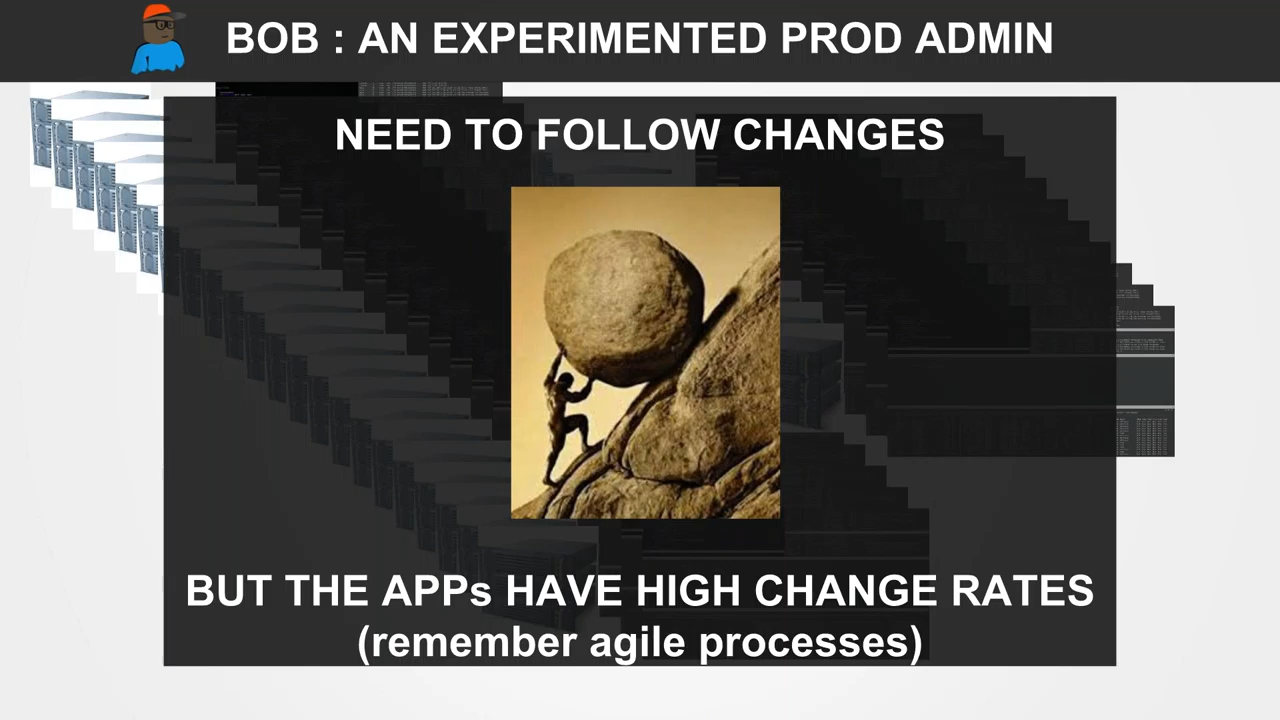 BOB : AN EXPERIMENTED PROD ADMIN
NEED TO FOLLOW CHANGES
BUT THE APPs HAVE HIGH CHANGE RATES
(remember agile processes)